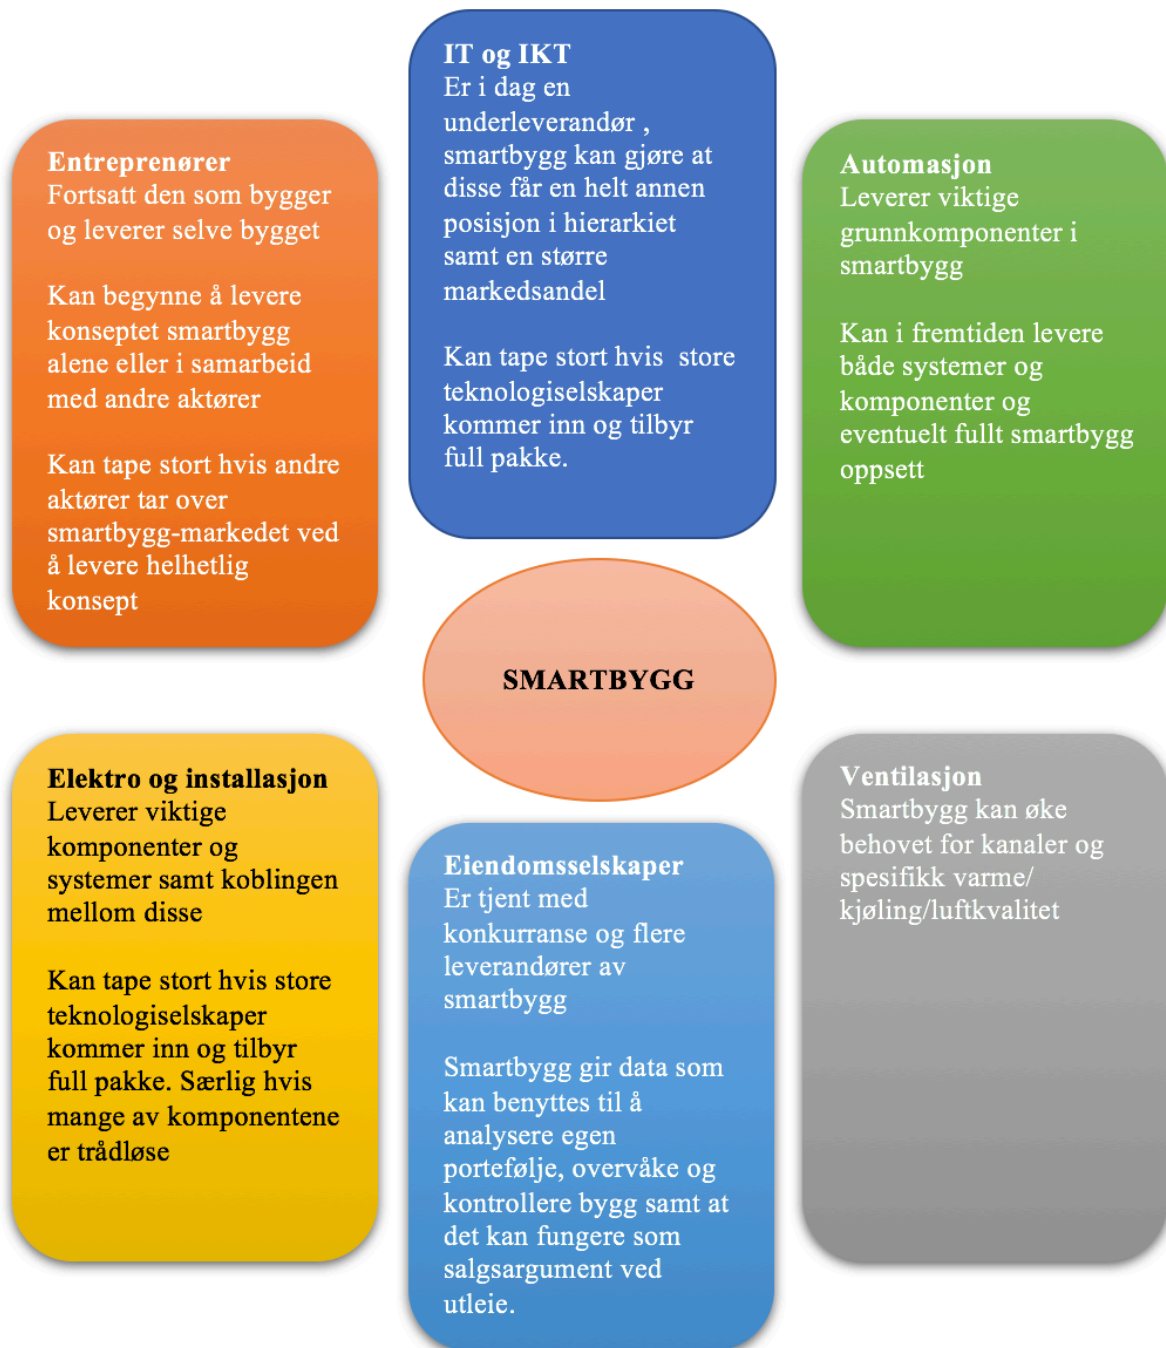 IT og IKT
Er i dag en
underleverandør ,
smartbygg kan gjøre at
disse får en helt annen
posisjon i hierarkiet
samt en større
markedsandel
Kan tape stort hvis  store
teknologiselskaper
kommer inn og tilbyr
full pakke.
Entreprenører
Fortsatt den som bygger
og leverer selve bygget
Kan begynne å levere
konseptet smartbygg
alene eller i samarbeid
med andre aktører
Kan tape stort hvis andre
aktører tar over
smartbygg-markedet ved
å levere helhetlig
konsept
Automasjon
Leverer viktige
grunnkomponenter i
smartbygg
Kan i fremtiden levere
både systemer og
komponenter og
eventuelt fullt smartbygg
oppsett
SMARTBYGG
Elektro og installasjon
Leverer viktige
komponenter og
systemer samt koblingen
mellom disse
Kan tape stort hvis store
teknologiselskaper
kommer inn og tilbyr
full pakke. Særlig hvis
mange av komponentene
er trådløse
Eiendomsselskaper
Er tjent med
konkurranse og flere
leverandører av
smartbygg
Smartbygg gir data som
kan benyttes til å
analysere egen
portefølje, overvåke og
kontrollere bygg samt at
det kan fungere som
salgsargument ved
utleie.
Ventilasjon
Smartbygg kan øke
behovet for kanaler og
spesifikk varme/
kjøling/luftkvalitet